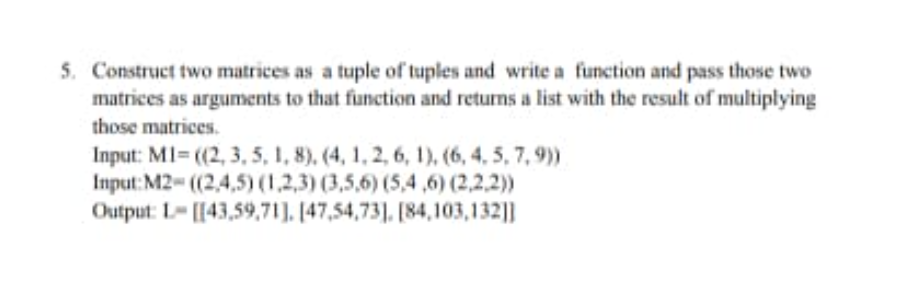 5. Construct two matrices as a tuple of tuples and write a function and pass those two
matrices as arguments to that function and returns a list with the result of multiplying
those matrices.
Input: M1= ((2, 3, 5, 1, 8), (4, 1, 2, 6, 1), (6, 4, 5, 7, 9))
Input:M2= ((2,4,5) (1,2,3) (3,5,6) (5,4 ,6) (2,2,2))
Output: L= [[43,59,71], [47,54,73], [84,103,132]]